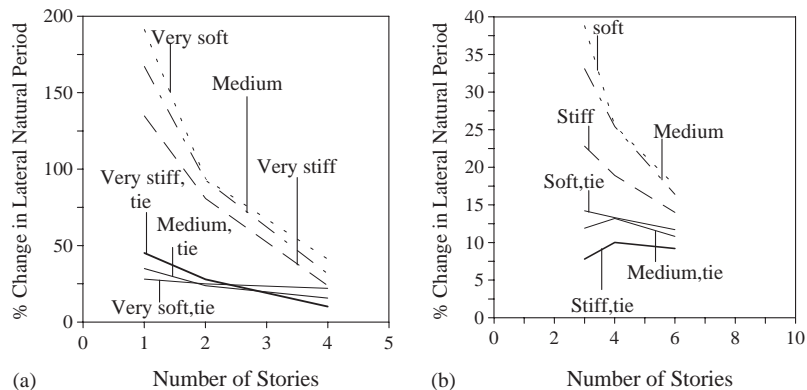 200
150
100
50
0
% Change in Lateral Natural Period
Very soft
Medium
Very stiff
Very stiff,
tie
Medium,
tie
Very soft,tie
0 1 2 3 4 5
(a)
Number of Stories
40
35
30
25
20
15
10
5
0
% Change in Lateral Natural Period
soft
Stiff
Medium
Soft,tie
Medium,tie
Stiff,tie
0 2 4 6 8 10
(b)
Number of Stories